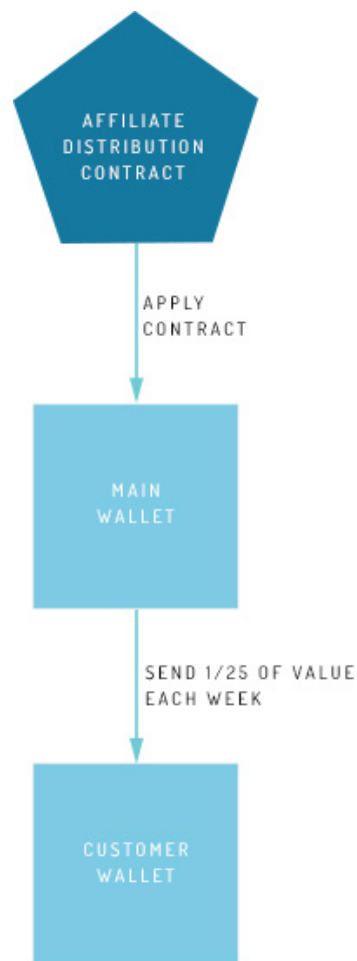 AFFILIATE
DISTRIBUTION
CONTRACT
APPLY
CONTRACT
MAIN
WALLET
SEND 1/25 OF VALUE
EACH WEEK
CUSTOMER
WALLET